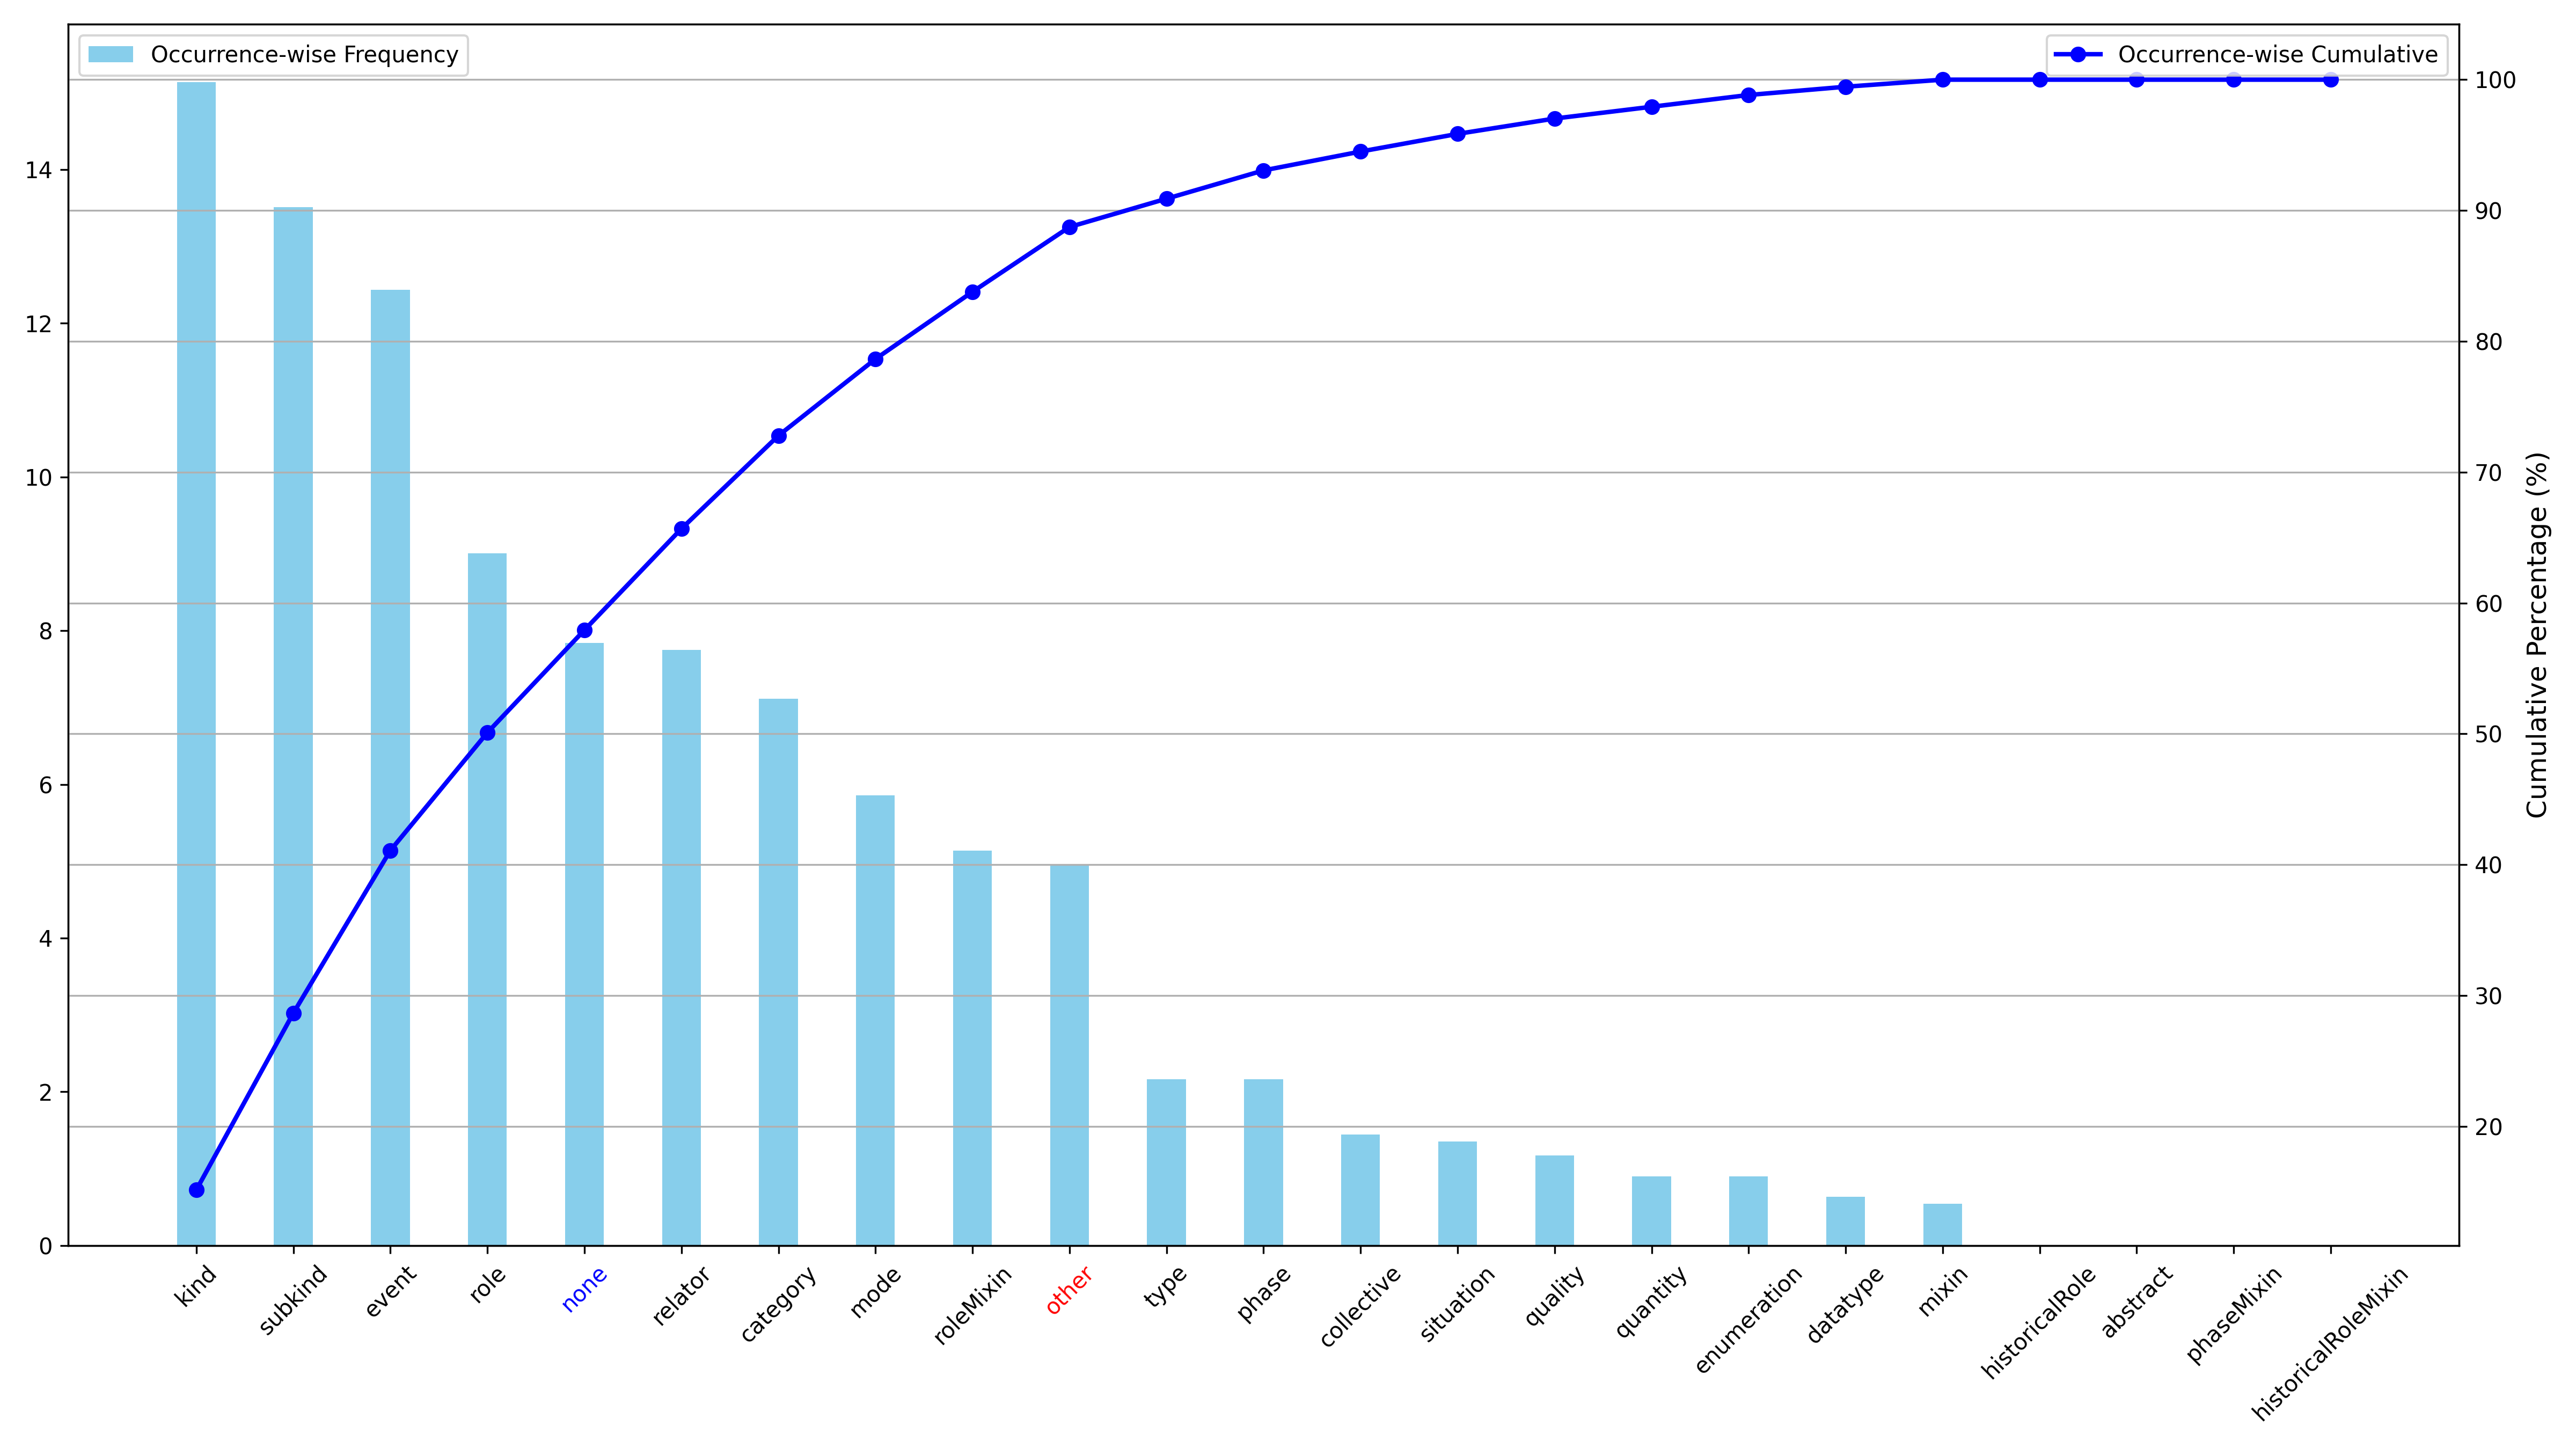 Occurrence-wise Frequency
Occurrence-wise Cumulative
14
12
10
8
6
4
2
0
100
90
80
70
60
50
40
30
20
Cumulative Percentage (%)
kind
subkind
event
role
none
relator
category
mode
roleMixin
other
type
phase
collective
situation
quality
quantity
enumeration
datatype
mixin
historicalRole
abstract
phaseMixin
historicalRoleMixin